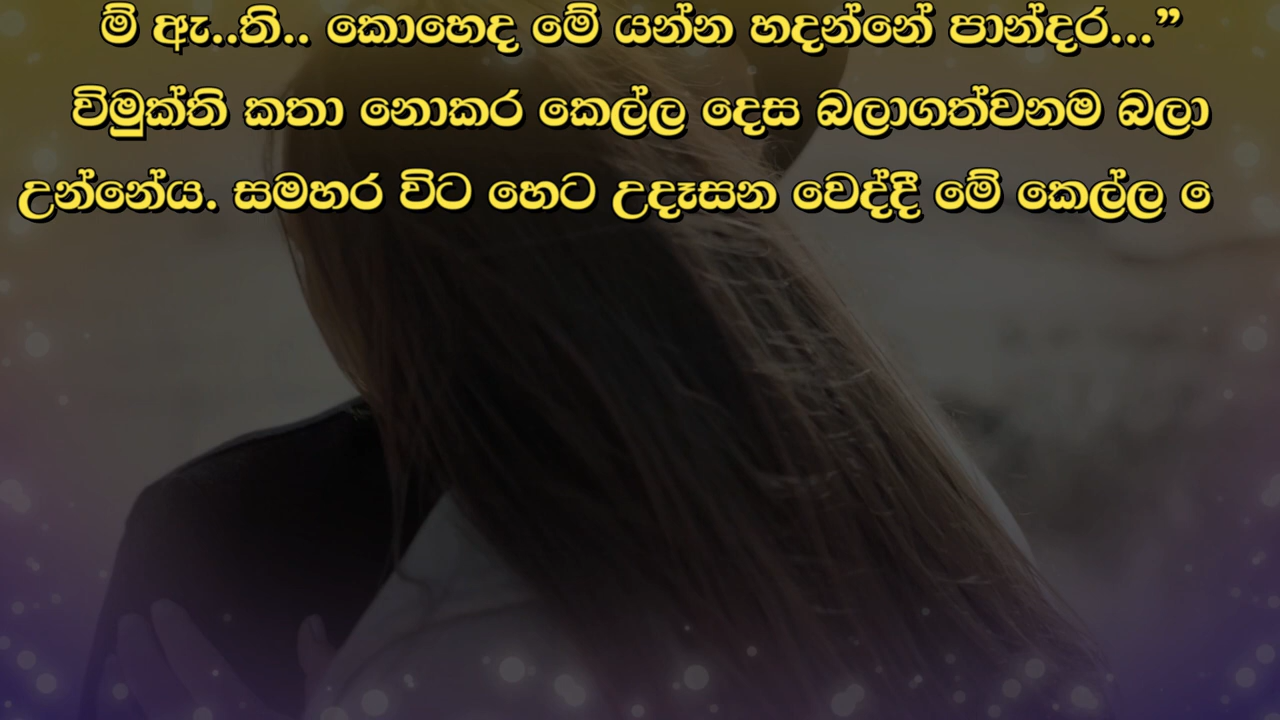 ම් ඇ..ති.. කොහෙද මේ යන්න හදන්නේ පාන්දර...”
විමුක්ති කතා නොකර කෙල්ල දෙස බලාගත්වනම බලා
උන්නේය. සමහර විට හෙට උදෑසන වෙද්දී මේ කෙල්ල ෙ